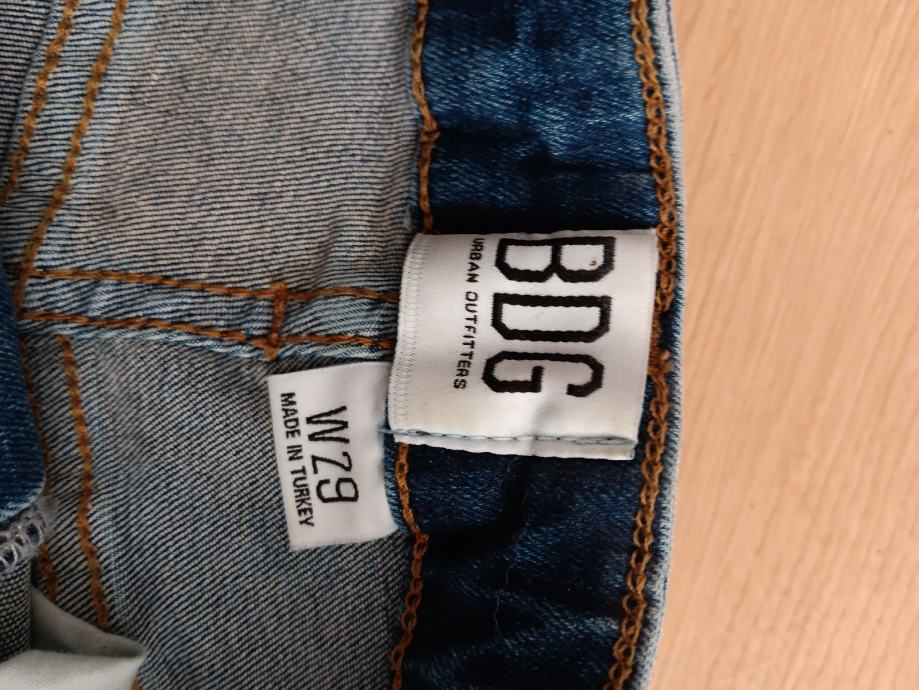 BDG
URBAN OUTFITTERS
W29
MADE IN TURKEY